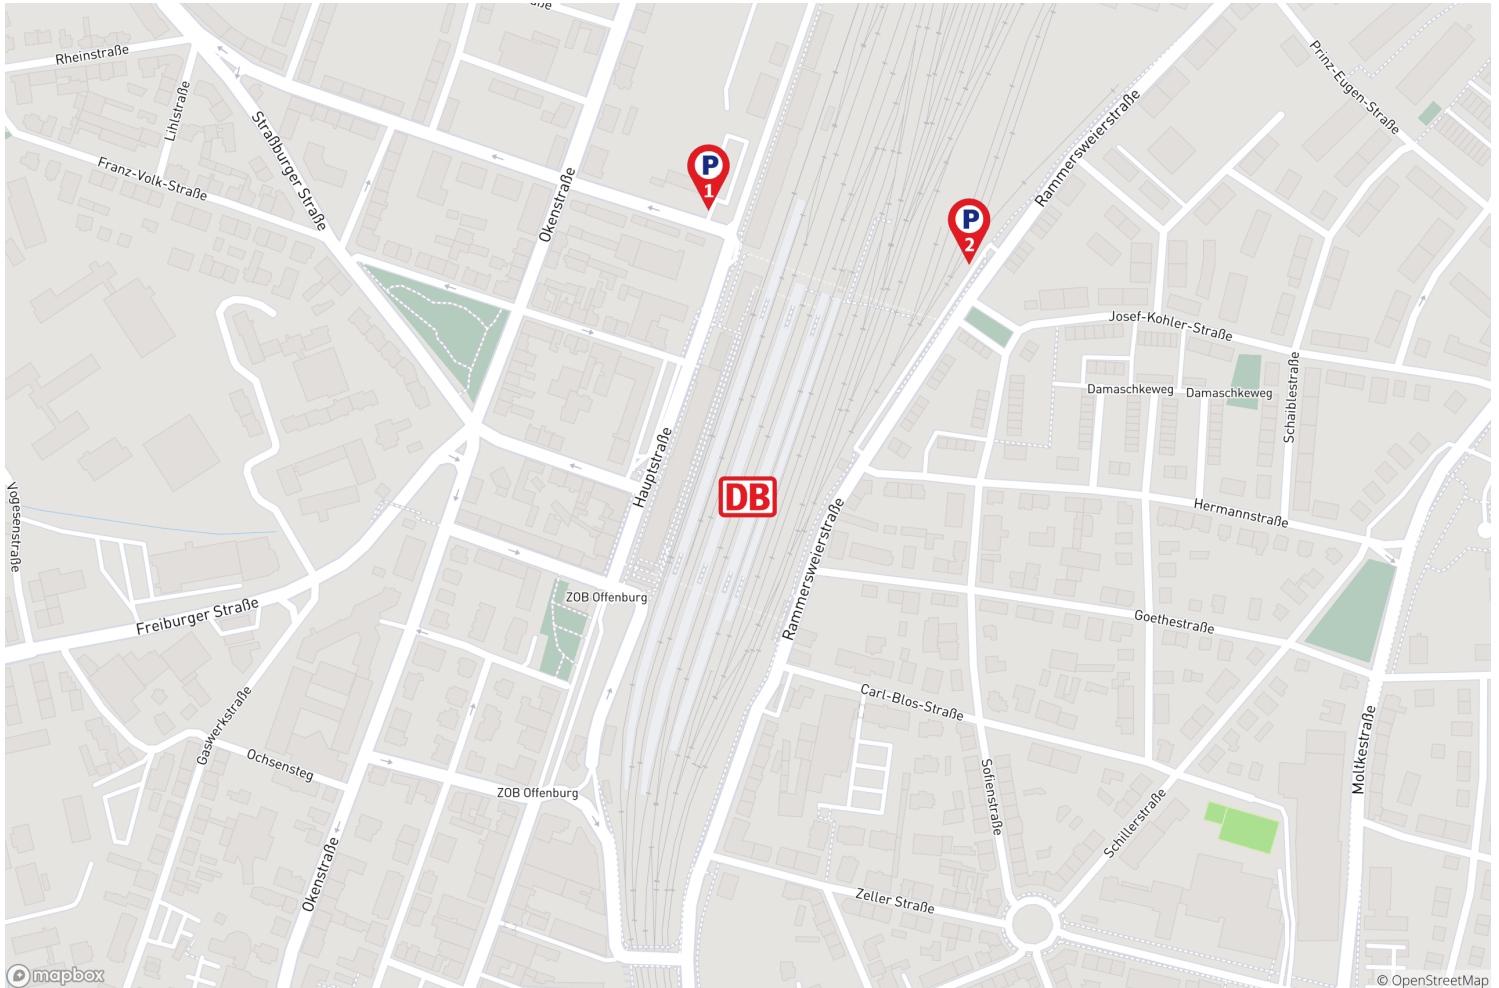 Rheinstraße
Lihlstraße
Franz-Volk-Straße
Straßburger Straße
Okenstraße
P
1
P
2
Rammersweierstraße
Prinz-Eugen-Straße
Josef-Kohler-Straße
Damaschkeweg
Damaschkeweg
Schaiblestraße
Hauptstraße
DB
Vogesenstraße
Hermannstraße
Rammersweierstraße
ZOB Offenburg
Freiburger Straße
Goethestraße
Carl-Blos-Straße
Gaswerkstraße
Ochsensteg
Moltkestraße
ZOB Offenburg
Sofienstraße
Schillerstraße
Okenstraße
Zeller Straße
mapbox
© OpenStreetMap